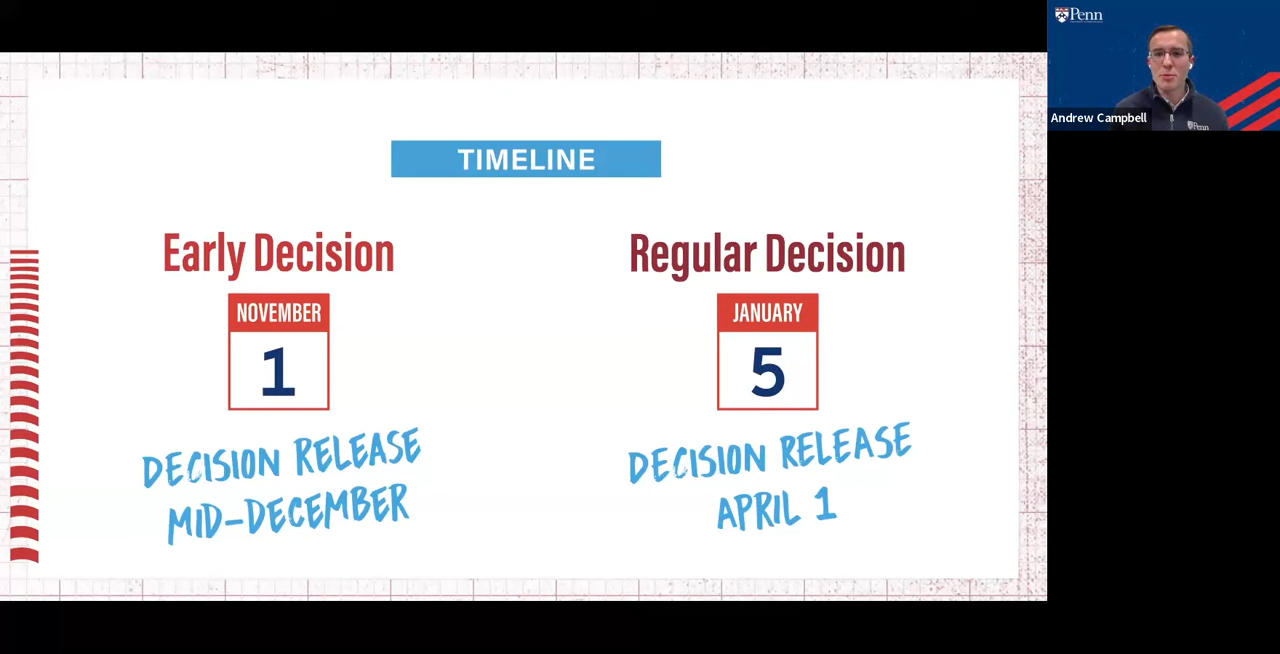 TIMELINE
Early Decision
NOVEMBER
1
DECISION RELEASE
MID-DECEMBER
Regular Decision
JANUARY
5
DECISION RELEASE
APRIL 1
Penn
Andrew Campbell
Penn